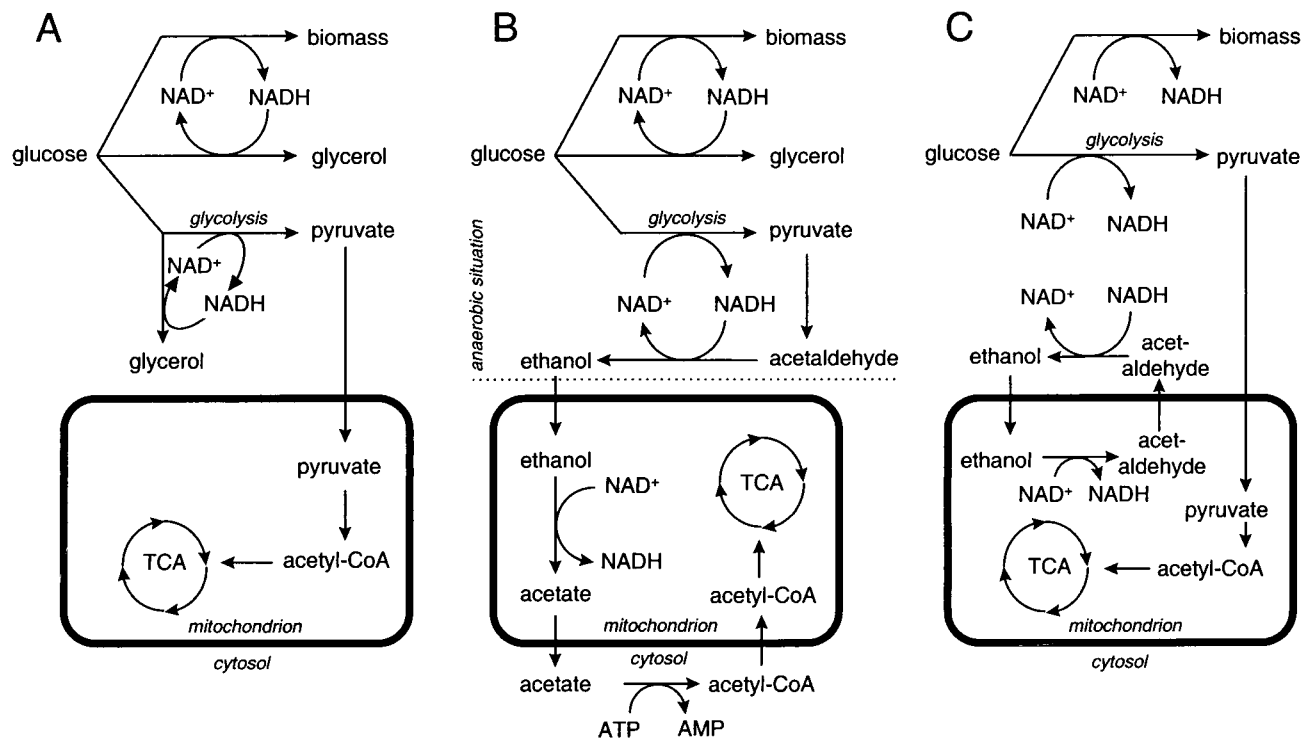 A
biomass
NAD+
NADH
glucose
glycerol
glycolysis
pyruvate
NAD+
NADH
glycerol
pyruvate
acetyl-CoA
TCA
mitochondrion
cytosol
B
biomass
NAD+
NADH
glucose
glycerol
anaerobic situation
glycolysis
pyruvate
NAD+
NADH
ethanol
acetaldehyde
ethanol
NAD+
TCA
NADH
acetate
acetyl-CoA
mitochondrion
cytosol
acetate
acetyl-CoA
ATP
AMP
C
biomass
NAD+
NADH
glycolysis
glucose
pyruvate
NAD+
NADH
NAD+
NADH
ethanol
acet-
aldehyde
ethanol
acet-
aldehyde
NAD+
NADH
pyruvate
TCA
acetyl-CoA
mitochondrion
cytosol